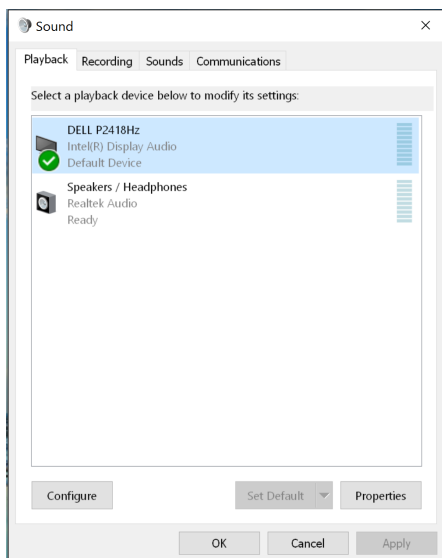 Sound
Playback Recording Sounds Communications
Select a playback device below to modify its settings:
DELL P2418Hz
Intel(R) Display Audio
Default Device
Speakers / Headphones
Realtek Audio
Ready
Configure Set Default Properties
OK Cancel Apply